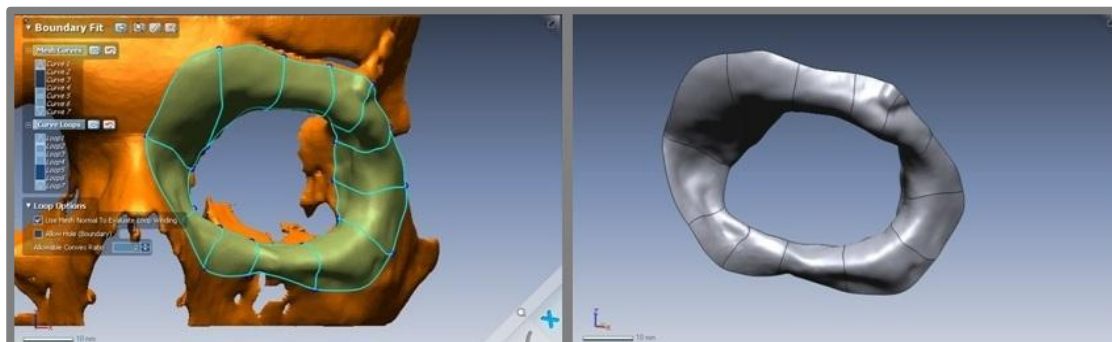 Boundary Fit
Mesh Curves
Curve 1
Curve 2
Curve 3
Curve 4
Curve 5
Curve 6
Curve 7
Curve Loops
Loop1
Loop2
Loop3
Loop4
Loop5
Loop6
Loop7
Loop Options
Use Mesh Normal To Evaluate Loop Winding
Allow Hole (Boundary)
Allowable Convex Ratio
10 mm
10 mm